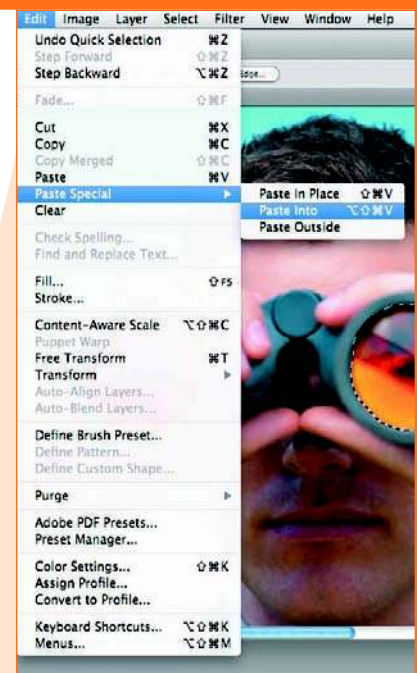 Edit Image Layer Select Filter View Window Help
Undo Quick Selection ⌘Z
Step Forward ⇧⌘Z
Step Backward ⌥⌘Z
Fade... ⇧⌘F
Cut ⌘X
Copy ⌘C
Copy Merged ⇧⌘C
Paste ⌘V
Paste Special ▶
Paste In Place ⇧⌘V
Paste Into ⌥⇧⌘V
Paste Outside
Clear
Check Spelling...
Find and Replace Text...
Fill... ⇧F5
Stroke...
Content-Aware Scale ⌥⇧⌘C
Puppet Warp
Free Transform ⌘T
Transform ▶
Auto-Align Layers...
Auto-Blend Layers...
Define Brush Preset...
Define Pattern...
Define Custom Shape...
Purge ▶
Adobe PDF Presets...
Preset Manager...
Color Settings... ⇧⌘K
Assign Profile...
Convert to Profile...
Keyboard Shortcuts... ⌥⇧⌘K
Menus... ⌥⇧⌘M